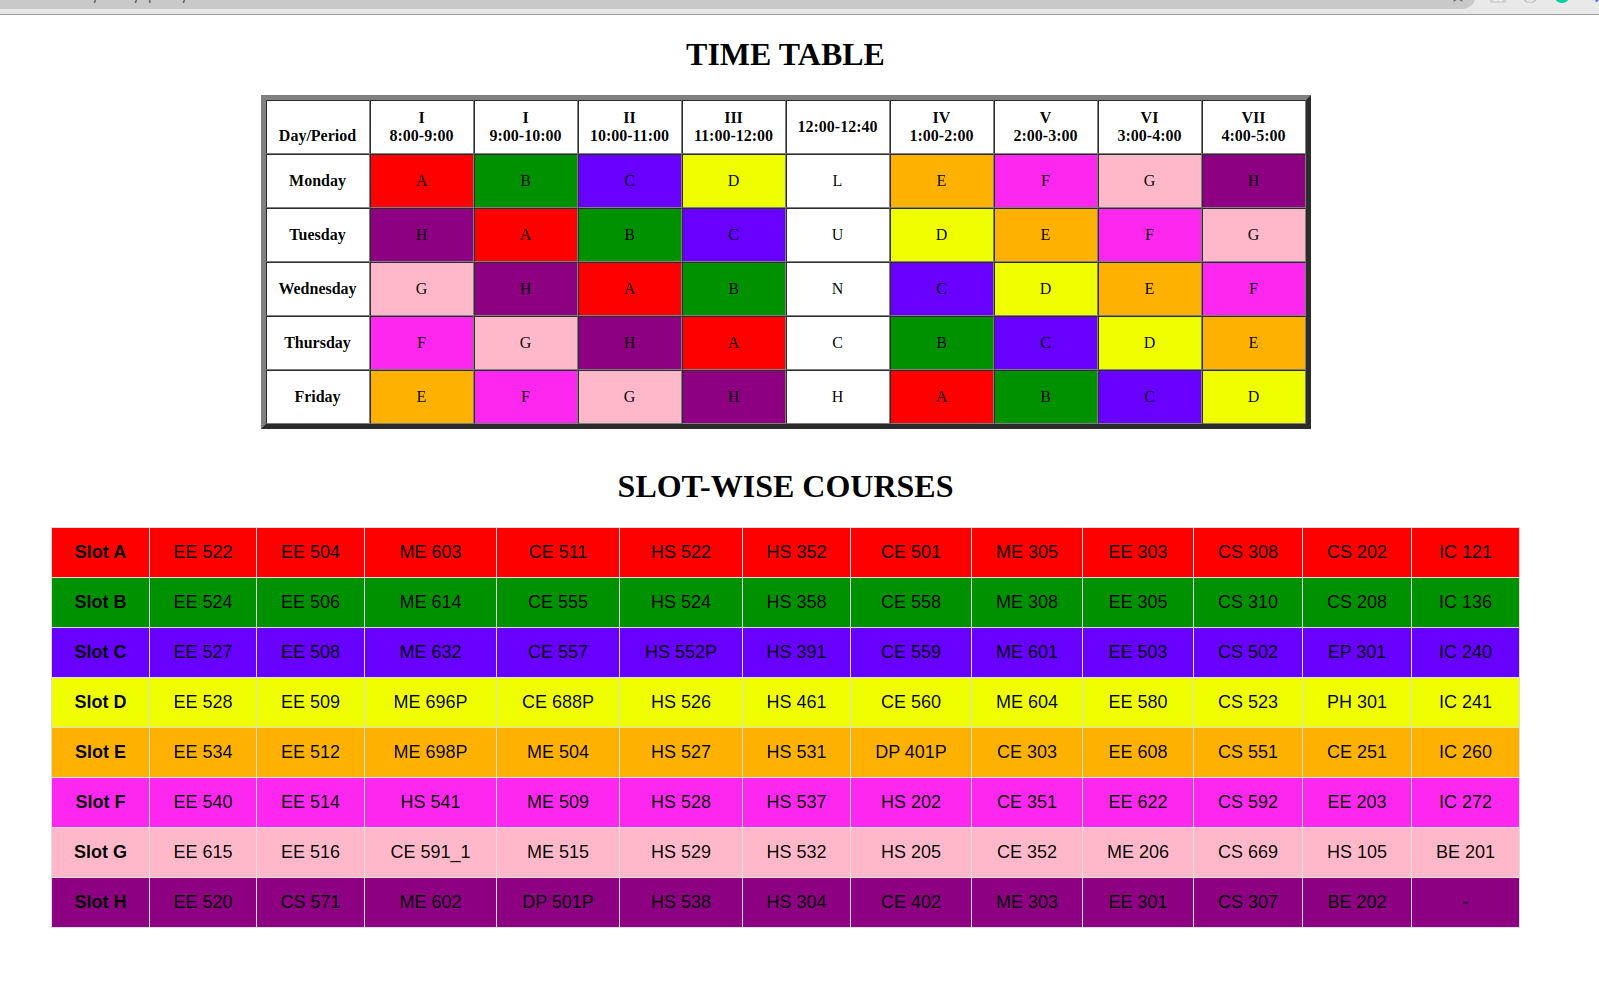 TIME TABLE
Day/Period I 8:00-9:00 I 9:00-10:00 II 10:00-11:00 III 11:00-12:00 12:00-12:40 IV 1:00-2:00 V 2:00-3:00 VI 3:00-4:00 VII 4:00-5:00
Monday A B C D L E F G H
Tuesday H A B C U D E F G
Wednesday G H A B N C D E F
Thursday F G H A C B C D E
Friday E F G H H A B C D
SLOT-WISE COURSES
Slot A EE 522 EE 504 ME 603 CE 511 HS 522 HS 352 CE 501 ME 305 EE 303 CS 308 CS 202 IC 121
Slot B EE 524 EE 506 ME 614 CE 555 HS 524 HS 358 CE 558 ME 308 EE 305 CS 310 CS 208 IC 136
Slot C EE 527 EE 508 ME 632 CE 557 HS 552P HS 391 CE 559 ME 601 EE 503 CS 502 EP 301 IC 240
Slot D EE 528 EE 509 ME 696P CE 688P HS 526 HS 461 CE 560 ME 604 EE 580 CS 523 PH 301 IC 241
Slot E EE 534 EE 512 ME 698P ME 504 HS 527 HS 531 DP 401P CE 303 EE 608 CS 551 CE 251 IC 260
Slot F EE 540 EE 514 HS 541 ME 509 HS 528 HS 537 HS 202 CE 351 EE 622 CS 592 EE 203 IC 272
Slot G EE 615 EE 516 CE 591_1 ME 515 HS 529 HS 532 HS 205 CE 352 ME 206 CS 669 HS 105 BE 201
Slot H EE 520 CS 571 ME 602 DP 501P HS 538 HS 304 CE 402 ME 303 EE 301 CS 307 BE 202 -